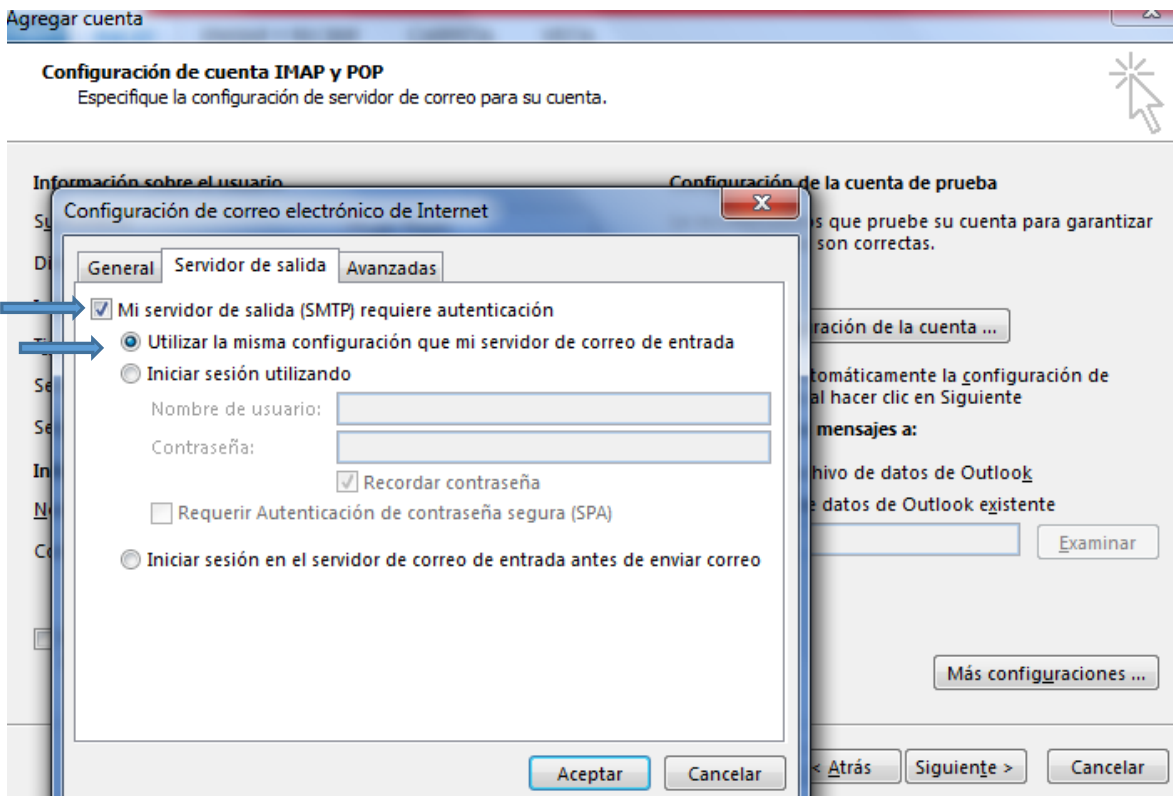 Agregar cuenta
Configuración de cuenta IMAP y POP
Especifique la configuración de servidor de correo para su cuenta.
Información sobre el usuario
Configuración de la cuenta de prueba
Configuración de correo electrónico de Internet
que pruebe su cuenta para garantizar
son correctas.
General
Servidor de salida
Avanzadas
Mi servidor de salida (SMTP) requiere autenticación
Utilizar la misma configuración que mi servidor de correo de entrada
Iniciar sesión utilizando
Nombre de usuario:
Contraseña:
Recordar contraseña
Requerir Autenticación de contraseña segura (SPA)
Iniciar sesión en el servidor de correo de entrada antes de enviar correo
Aceptar
Cancelar
ración de la cuenta ...
tomáticamente la configuración de
al hacer clic en Siguiente
mensajes a:
hivo de datos de Outlook
datos de Outlook existente
Examinar
Más configuraciones ...
< Atrás
Siguiente >
Cancelar